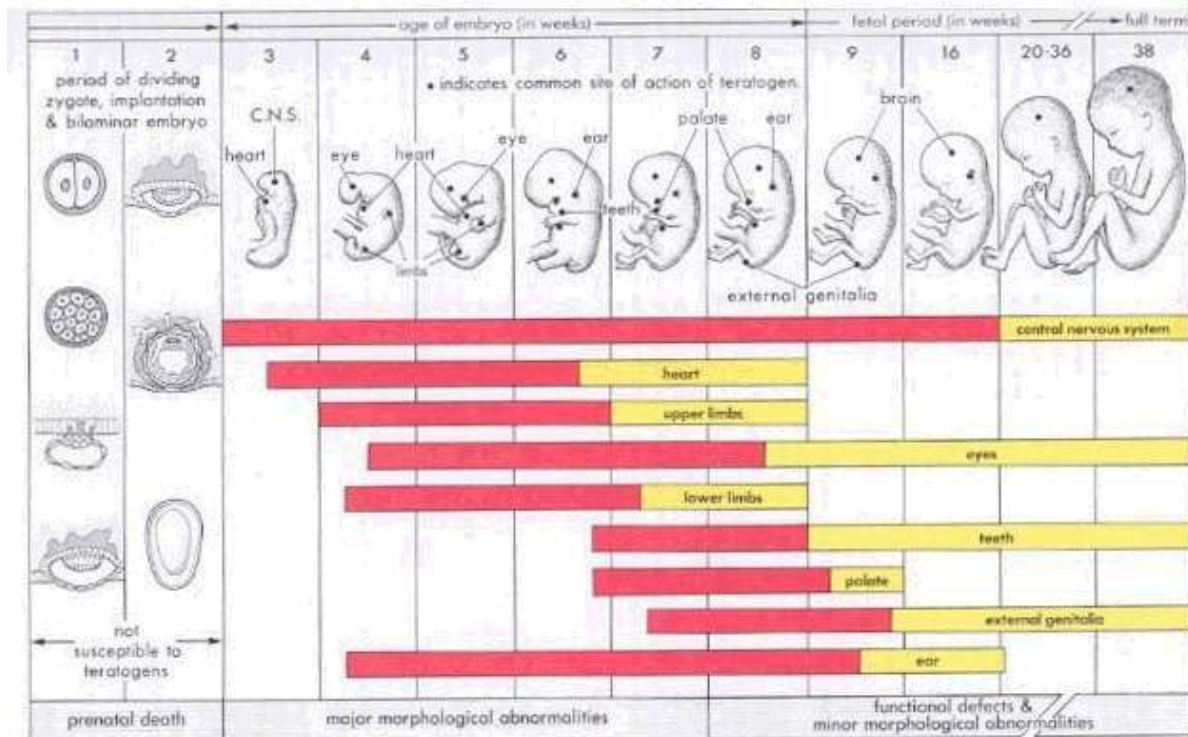 age of embryo (in weeks)
fetal period (in weeks)
full term
1
2
3
4
5
6
7
8
9
16
20-36
38
period of dividing
zygote, implantation
& bilaminar embryo
• indicates common site of action of teratogen.
C.N.S.
heart
eye
heart
eye
ear
palate
ear
brain
limbs
teeth
external genitalia
central nervous system
heart
upper limbs
eyes
lower limbs
teeth
palate
external genitalia
ear
not
susceptible to
teratogens
prenatal death
major morphological abnormalities
functional defects &
minor morphological abnormalities